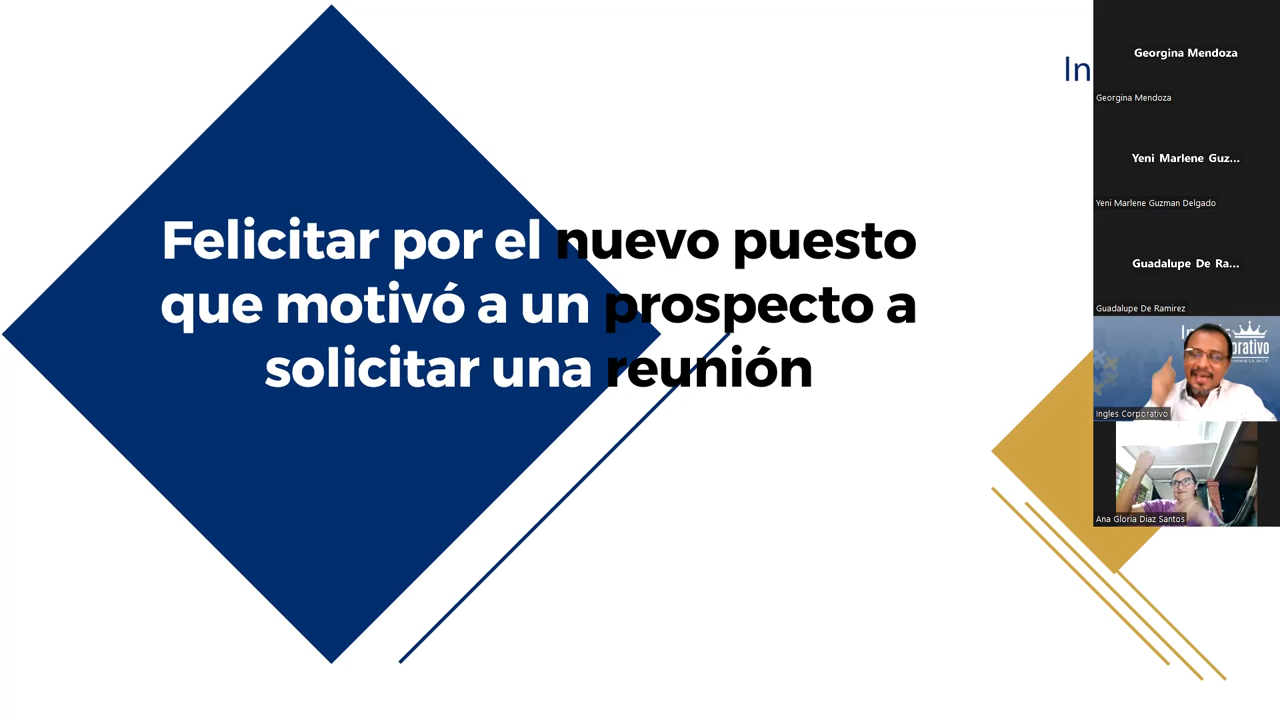 Felicitar por el nuevo puesto
que motivó a un prospecto a
solicitar una reunión
In
Georgina Mendoza
Georgina Mendoza
Yeni Marlene Guz...
Yeni Marlene Guzman Delgado
Guadalupe De Ra...
Guadalupe De Ramirez
Ingles Corporativo
Ana Gloria Diaz Santos